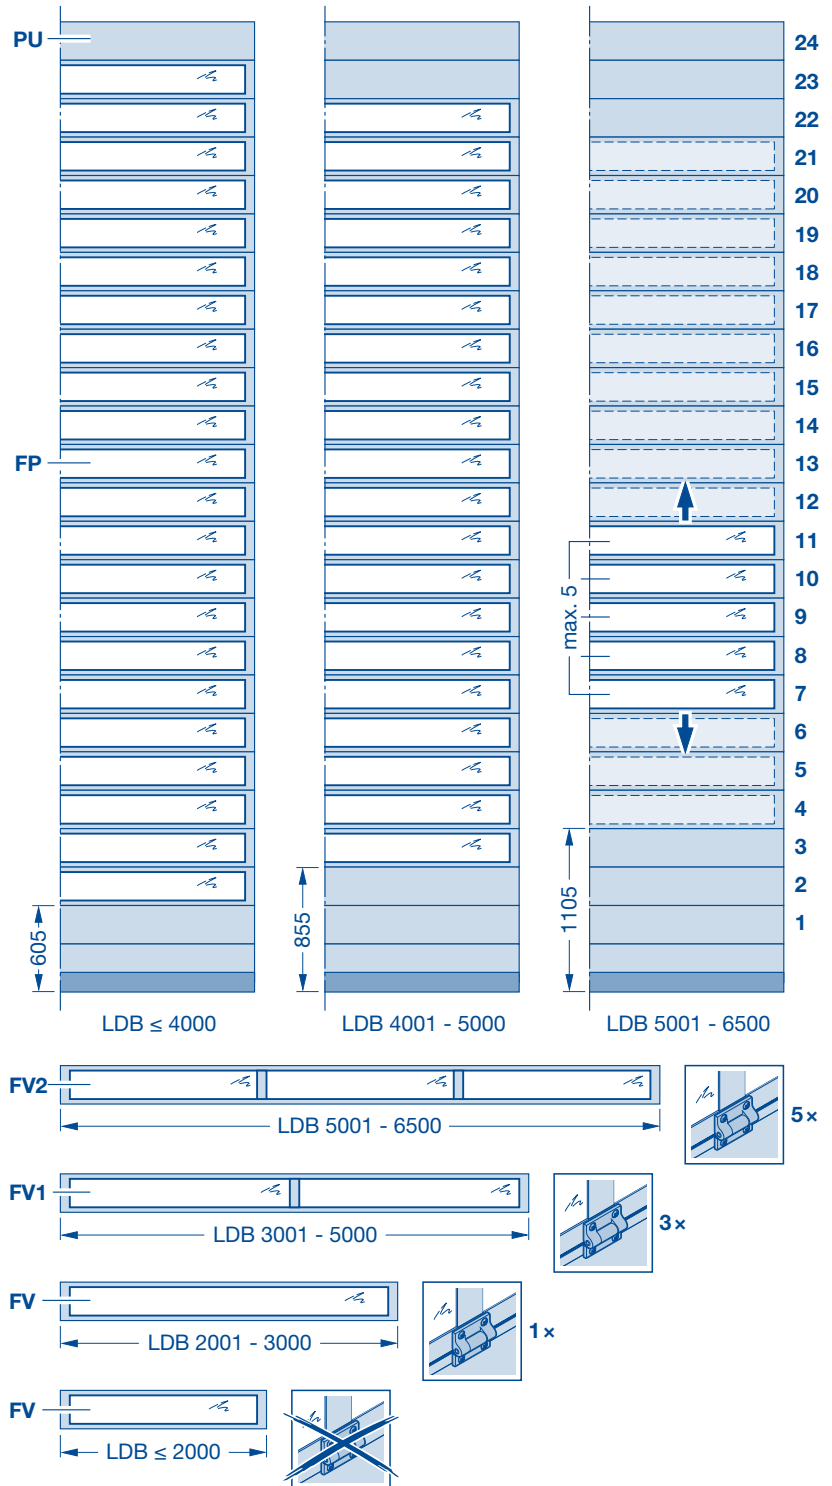 PU
24
23
22
21
20
19
18
17
16
15
14
FP
13
12
11
10
max. 5
9
8
7
6
5
4
3
2
1
605
855
1105
LDB ≤ 4000
LDB 4001 - 5000
LDB 5001 - 6500
FV2
LDB 5001 - 6500
5×
FV1
LDB 3001 - 5000
3×
FV
LDB 2001 - 3000
1×
FV
LDB ≤ 2000